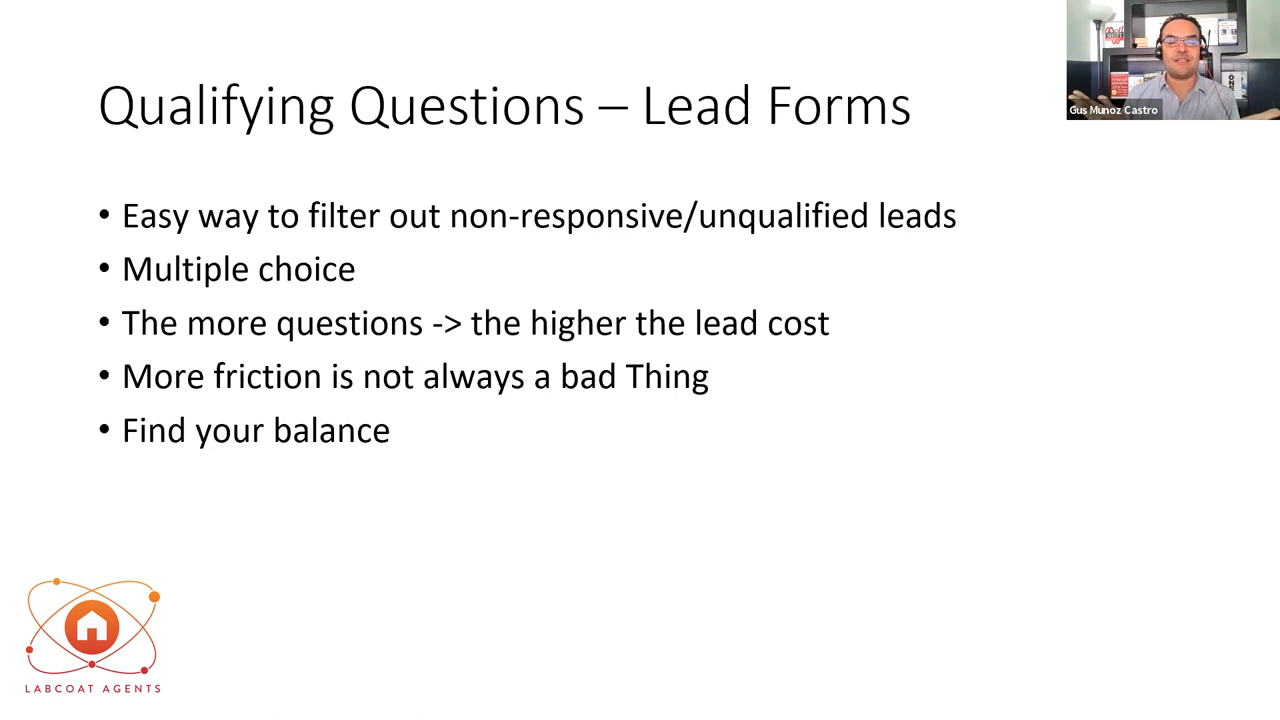 Qualifying Questions – Lead Forms
• Easy way to filter out non-responsive/unqualified leads
• Multiple choice
• The more questions -> the higher the lead cost
• More friction is not always a bad Thing
• Find your balance
Gus Munoz Castro
LABCOAT AGENTS